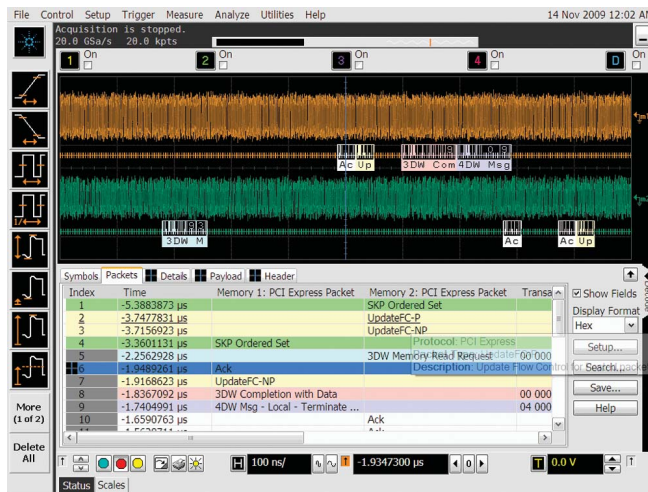 File Control Setup Trigger Measure Analyze Utilities Help 14 Nov 2009 12:02 AM
Acquisition is stopped.
20.0 GSa/s 20.0 kpts
1 On 2 On 3 On 4 On D On
Ac Up 3DW Com 4DW Msg
3DW M Ac Ac Up
Symbols Packets Details Payload Header
Index Time Memory 1: PCI Express Packet Memory 2: PCI Express Packet Transa
1 -5.3883873 µs SKP Ordered Set
2 -3.7477831 µs UpdateFC-P
3 -3.7156923 µs UpdateFC-NP
4 -3.3601131 µs SKP Ordered Set
5 -2.2562928 µs 3DW Memory Read Request 00 000
6 -1.9489261 µs Ack
7 -1.9168623 µs UpdateFC-NP
8 -1.8367092 µs 3DW Completion with Data 00 000
9 -1.7404991 µs 4DW Msg - Local - Terminate ... 04 000
10 -1.6590763 µs Ack
Protocol: PCI Express
Description: Update Flow Control for
Show Fields
Display Format
Hex
Setup...
Search...
Save...
Help
More
(1 of 2)
Delete
All
H 100 ns/ -1.9347300 µs 0 T 0.0 V
Status Scales